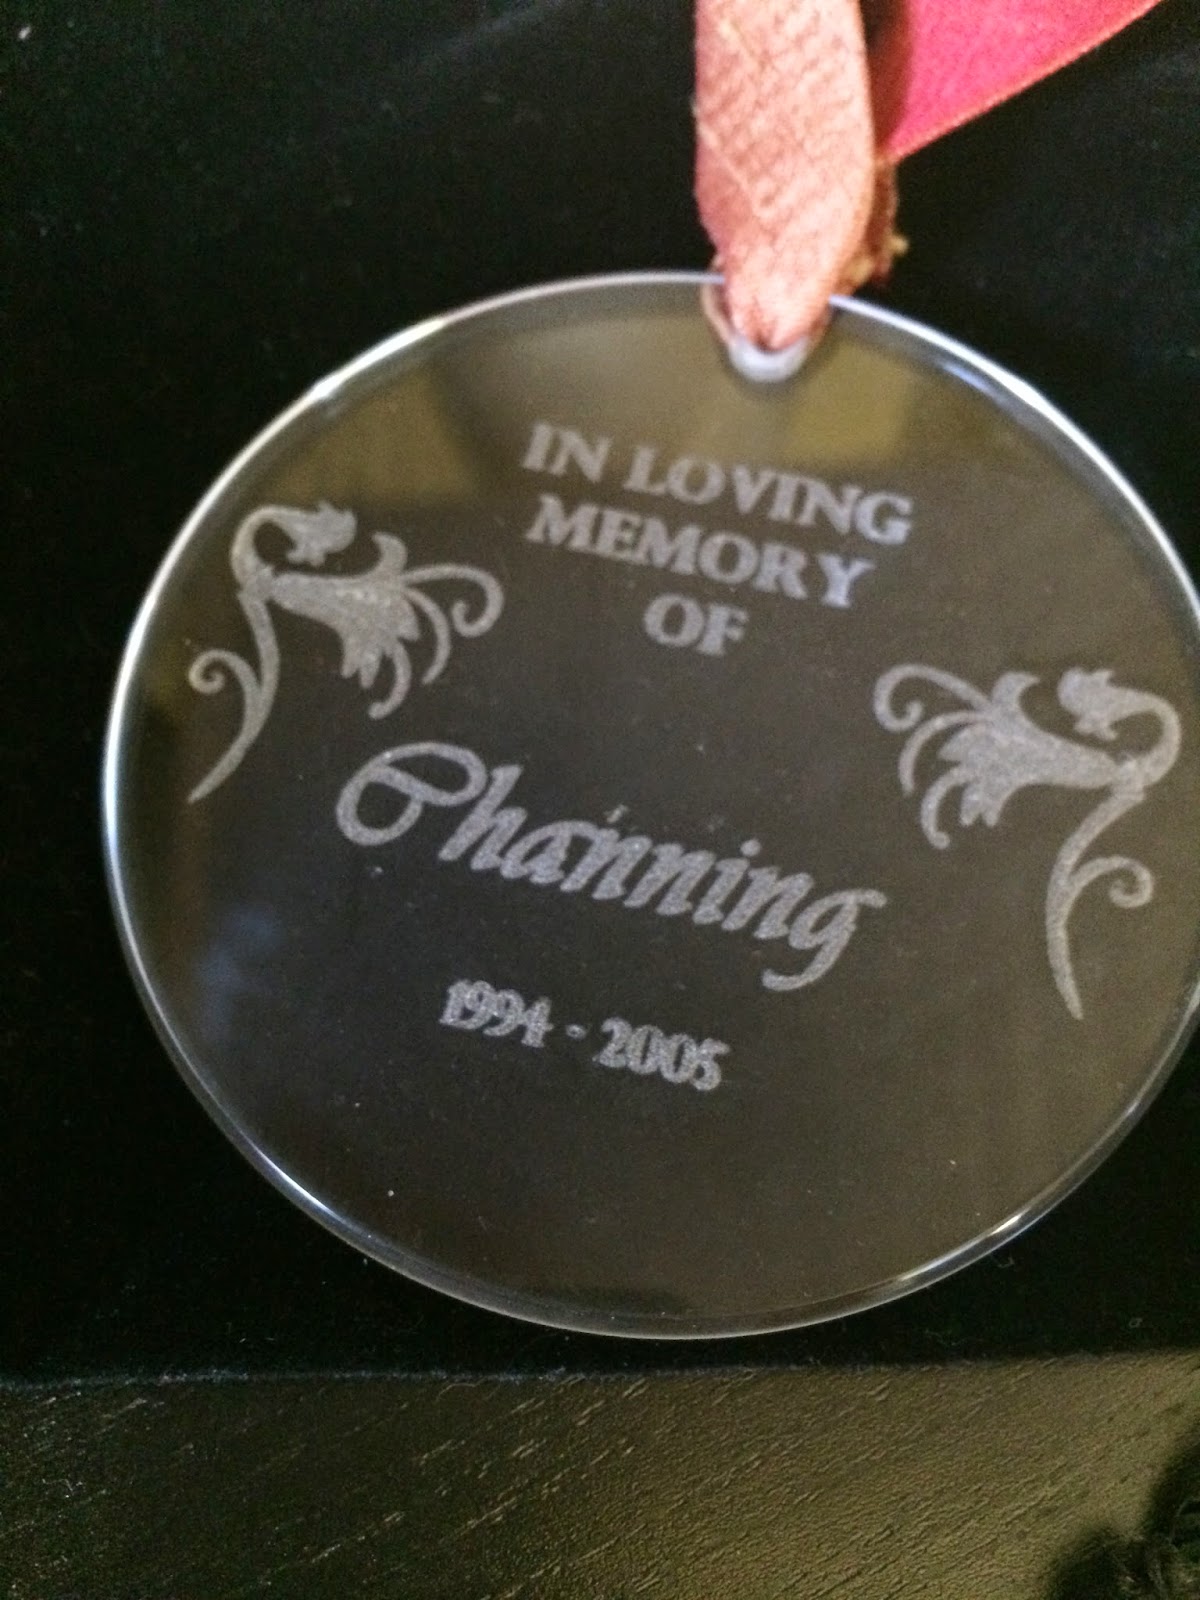 IN LOVING
MEMORY
OF
Channing
1994 - 2005